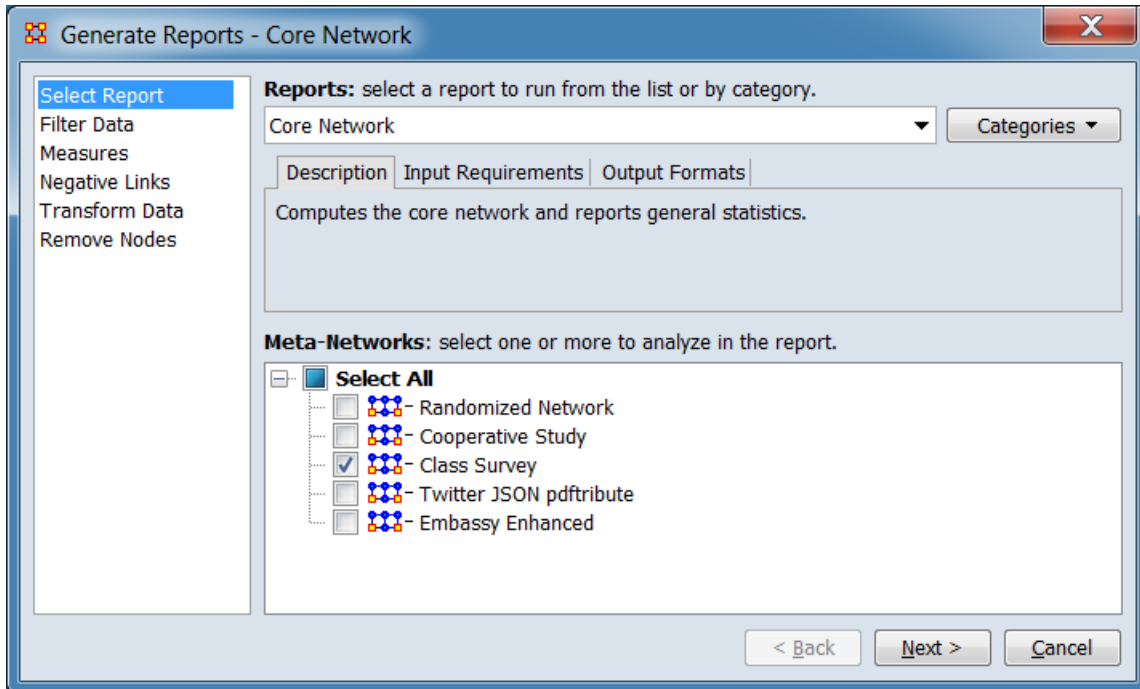 Generate Reports - Core Network
X
Select Report
Filter Data
Measures
Negative Links
Transform Data
Remove Nodes
Reports: select a report to run from the list or by category.
Core Network
Categories
Description Input Requirements Output Formats
Computes the core network and reports general statistics.
Meta-Networks: select one or more to analyze in the report.
Select All
Randomized Network
Cooperative Study
Class Survey
Twitter JSON pdftribute
Embassy Enhanced
< Back Next > Cancel